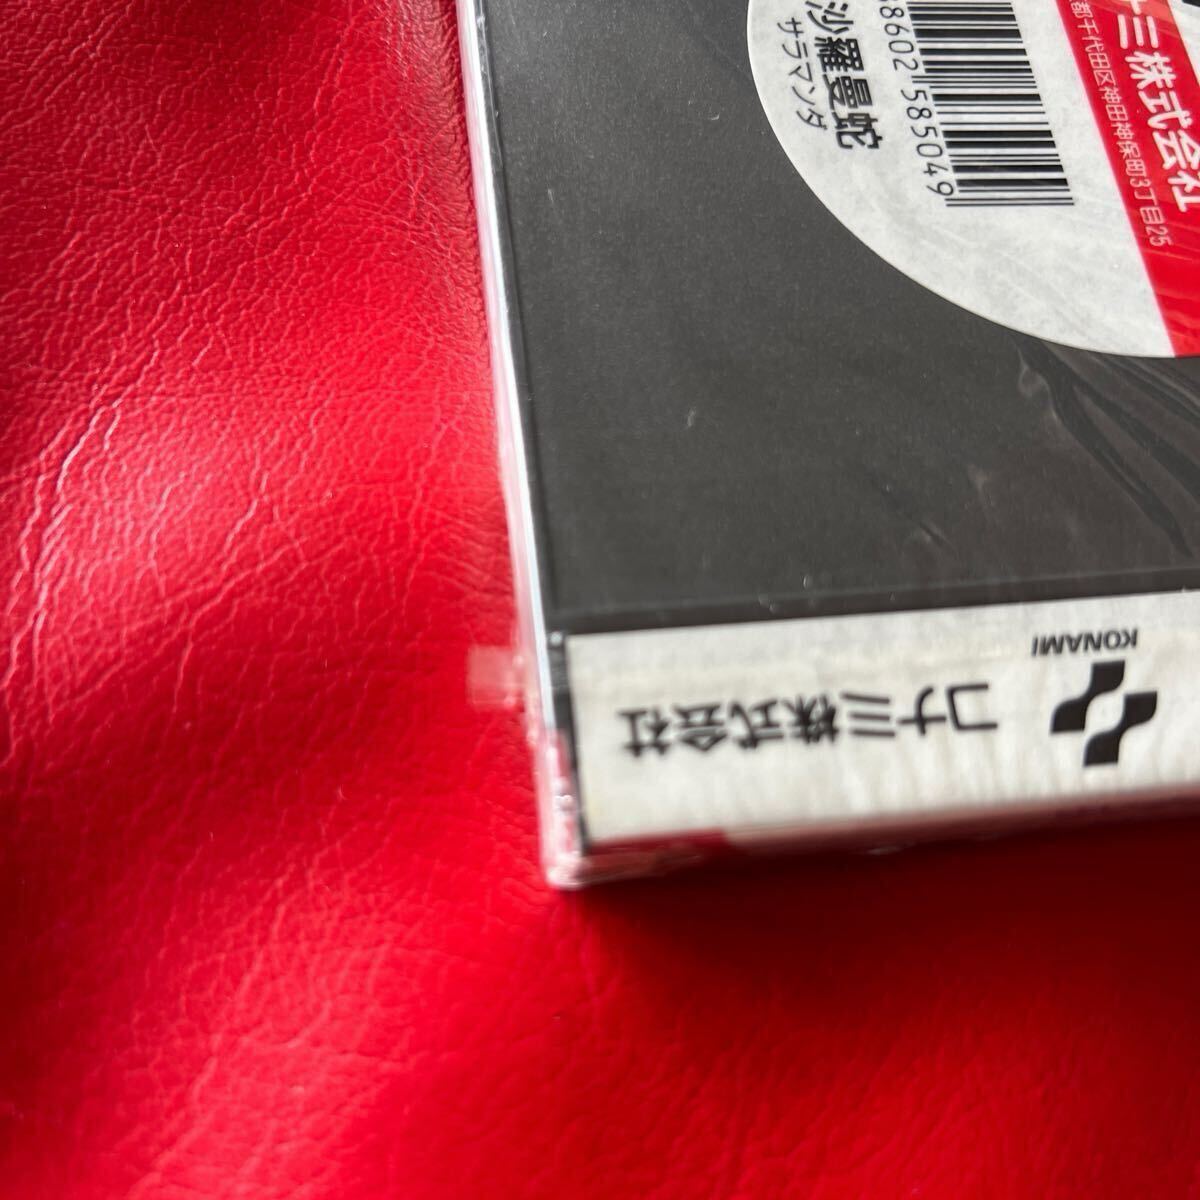 ナミ株式会社
都千代田区神田神保町3丁目25
88602 585049
沙羅曼蛇
サラマンダ
KONAMI
コナミ株式会社